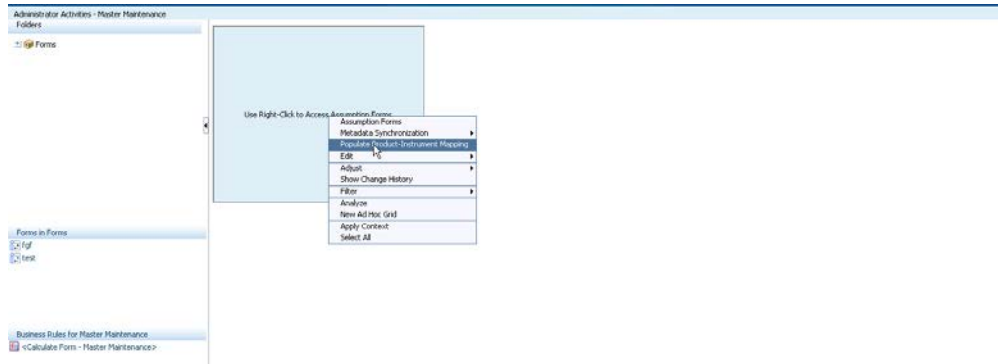 Administrator Activities - Master Maintenance
Folders
Forms
Use Right-Click to Access Assumption Forms
Assumption Forms
Metadata Synchronization
Populate Product-Instrument Mapping
Edit
Adjust
Show Change History
Filter
Analyze
New Ad Hoc Grid
Apply Context
Select All
Forms in Forms
fgf
test
Business Rules for Master Maintenance
<Calculate Form - Master Maintenance>